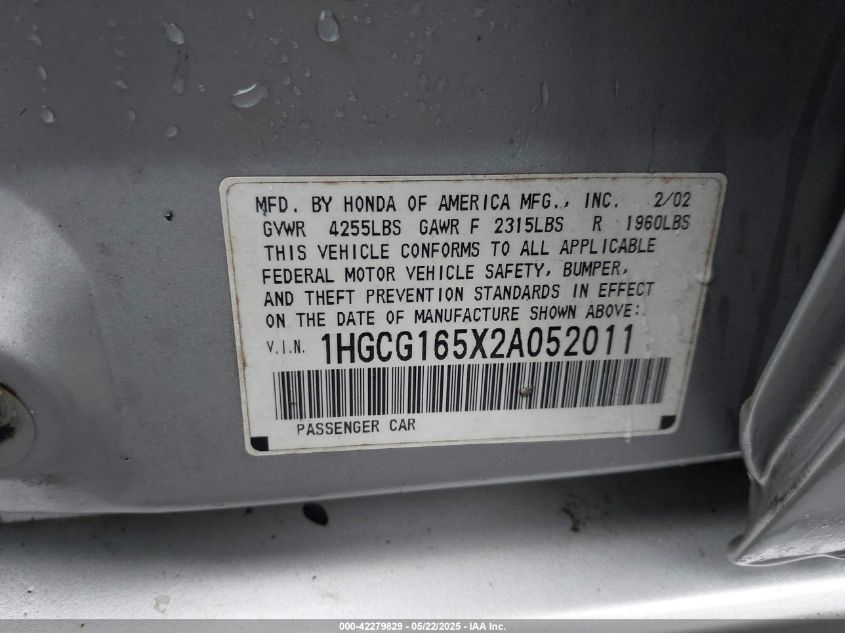 MFD. BY HONDA OF AMERICA MFG., INC. 2/02
GVWR 4255LBS GAWR F 2315LBS R 1960LBS
THIS VEHICLE CONFORMS TO ALL APPLICABLE
FEDERAL MOTOR VEHICLE SAFETY, BUMPER,
AND THEFT PREVENTION STANDARDS IN EFFECT
ON THE DATE OF MANUFACTURE SHOWN ABOVE:
V.I.N. 1HGCG165X2A052011
PASSENGER CAR
000-42279829 - 05/22/2025 - IAA Inc.